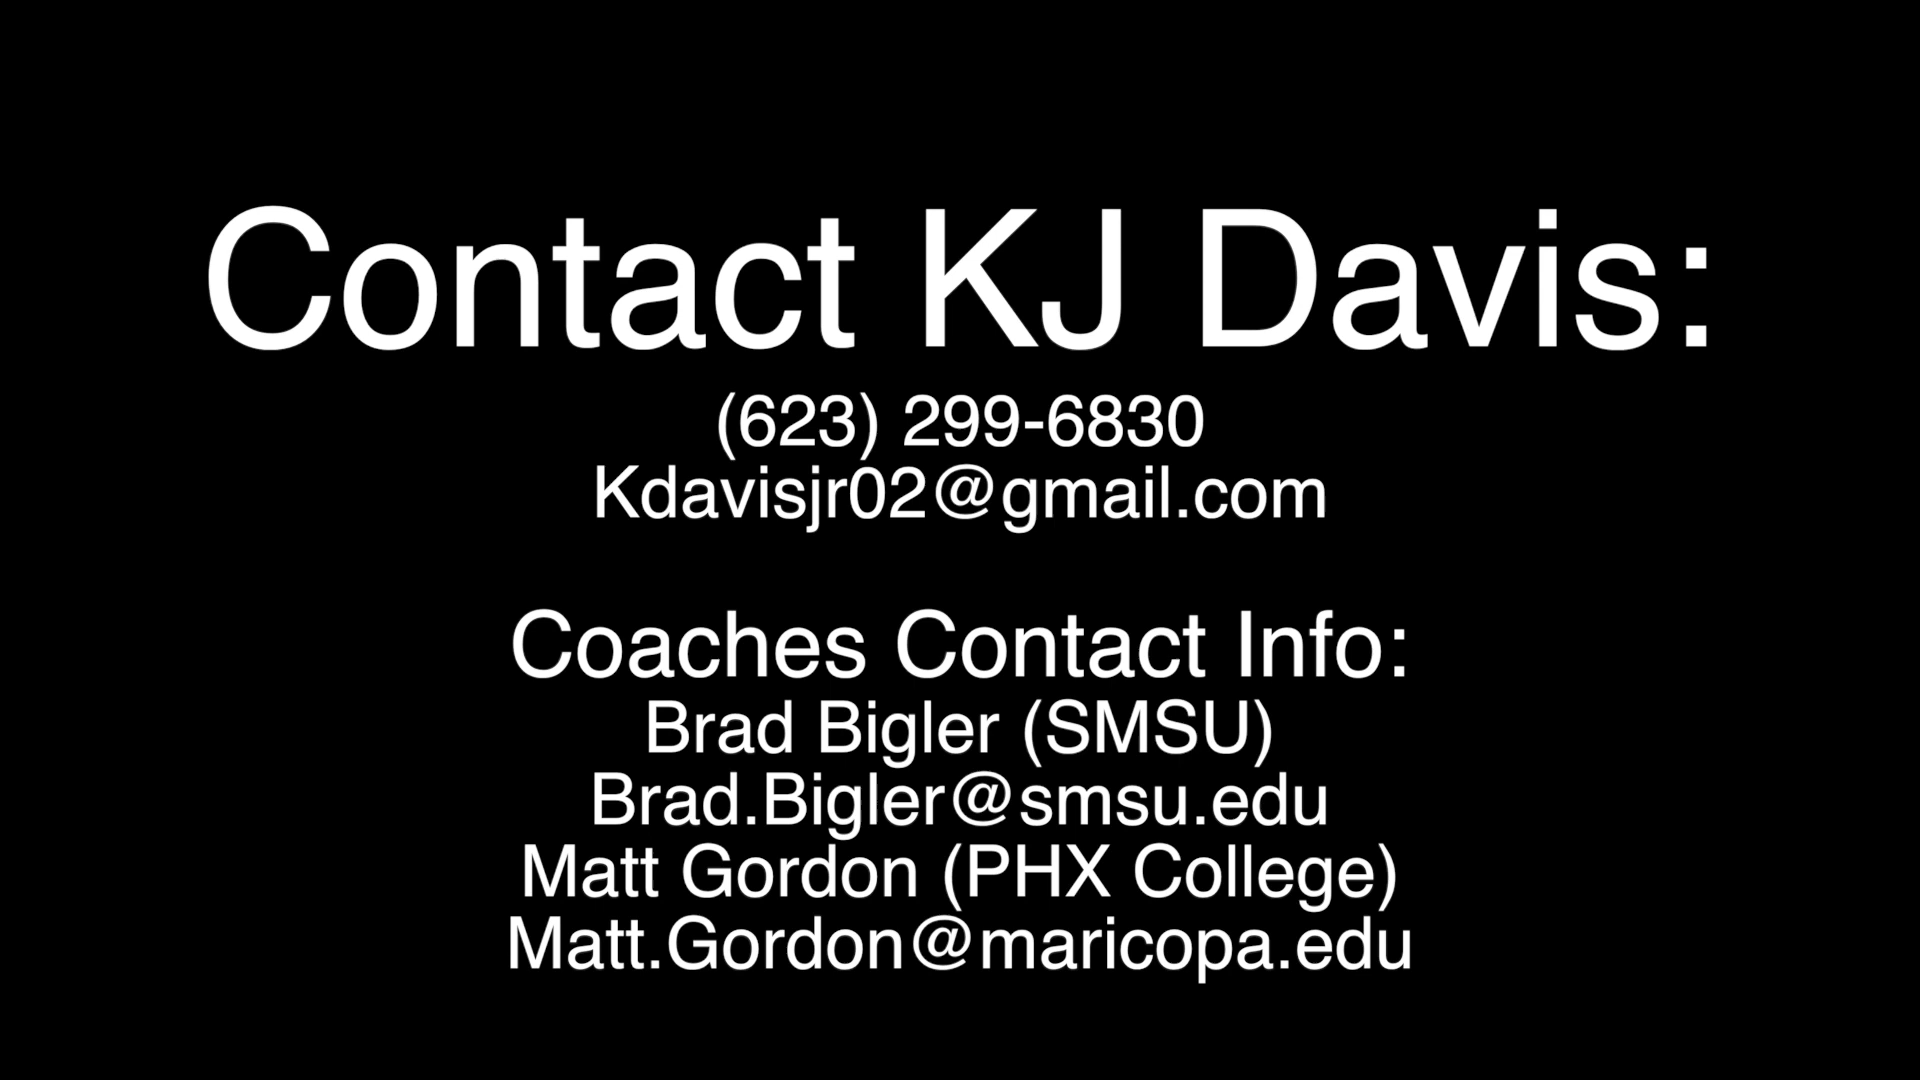 Contact KJ Davis:
(623) 299-6830
Kdavisjr02@gmail.com
Coaches Contact Info:
Brad Bigler (SMSU)
Brad.Bigler@smsu.edu
Matt Gordon (PHX College)
Matt.Gordon@maricopa.edu